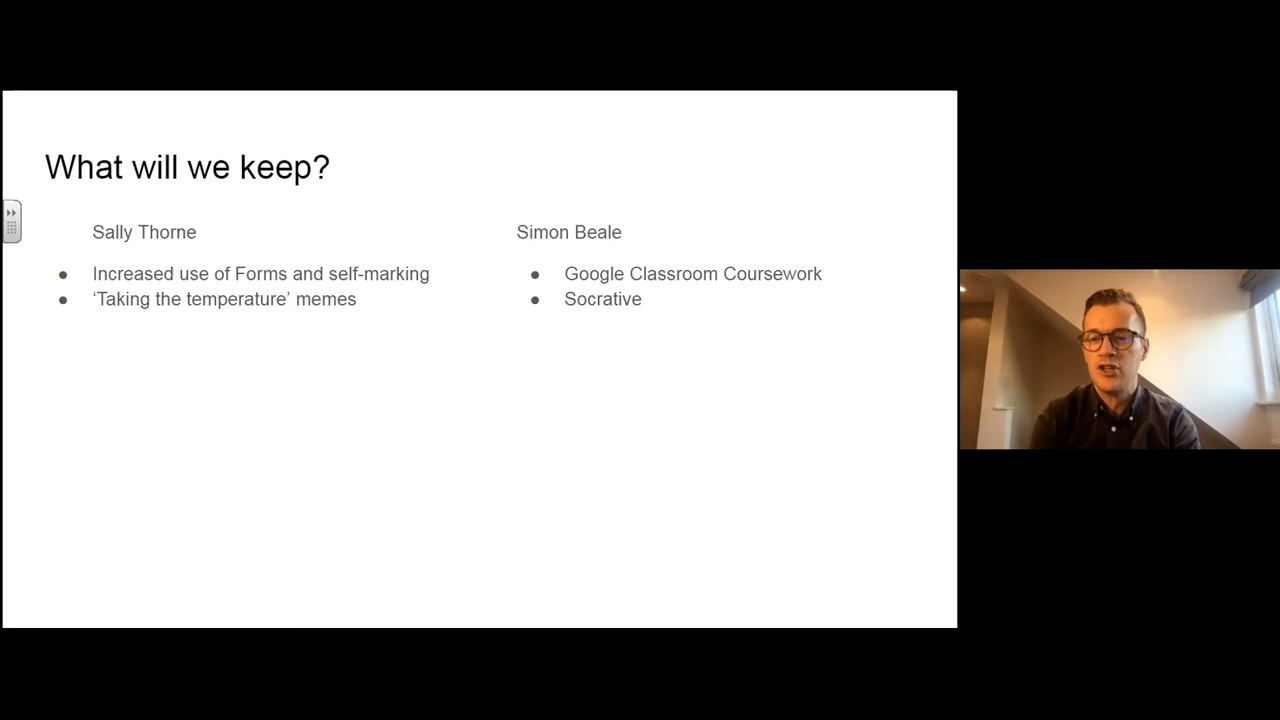 What will we keep?
Sally Thorne
Increased use of Forms and self-marking
‘Taking the temperature’ memes
Simon Beale
Google Classroom Coursework
Socrative